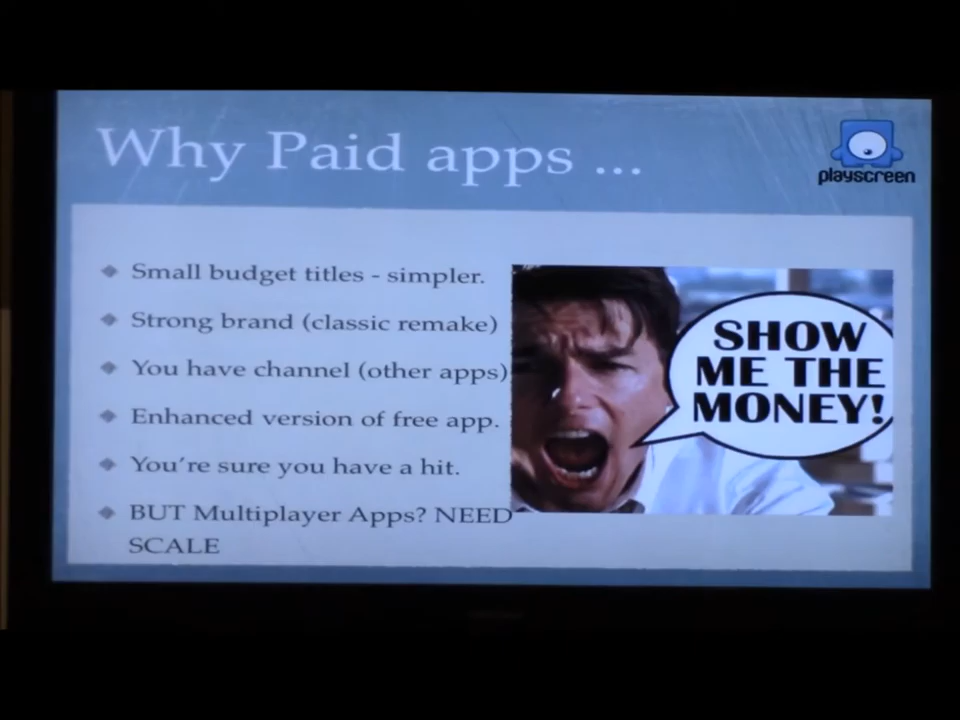 Why Paid apps ...
playscreen
Small budget titles - simpler.
Strong brand (classic remake)
You have channel (other apps)
Enhanced version of free app.
You're sure you have a hit.
BUT Multiplayer Apps? NEED
SCALE
SHOW
ME THE
MONEY!